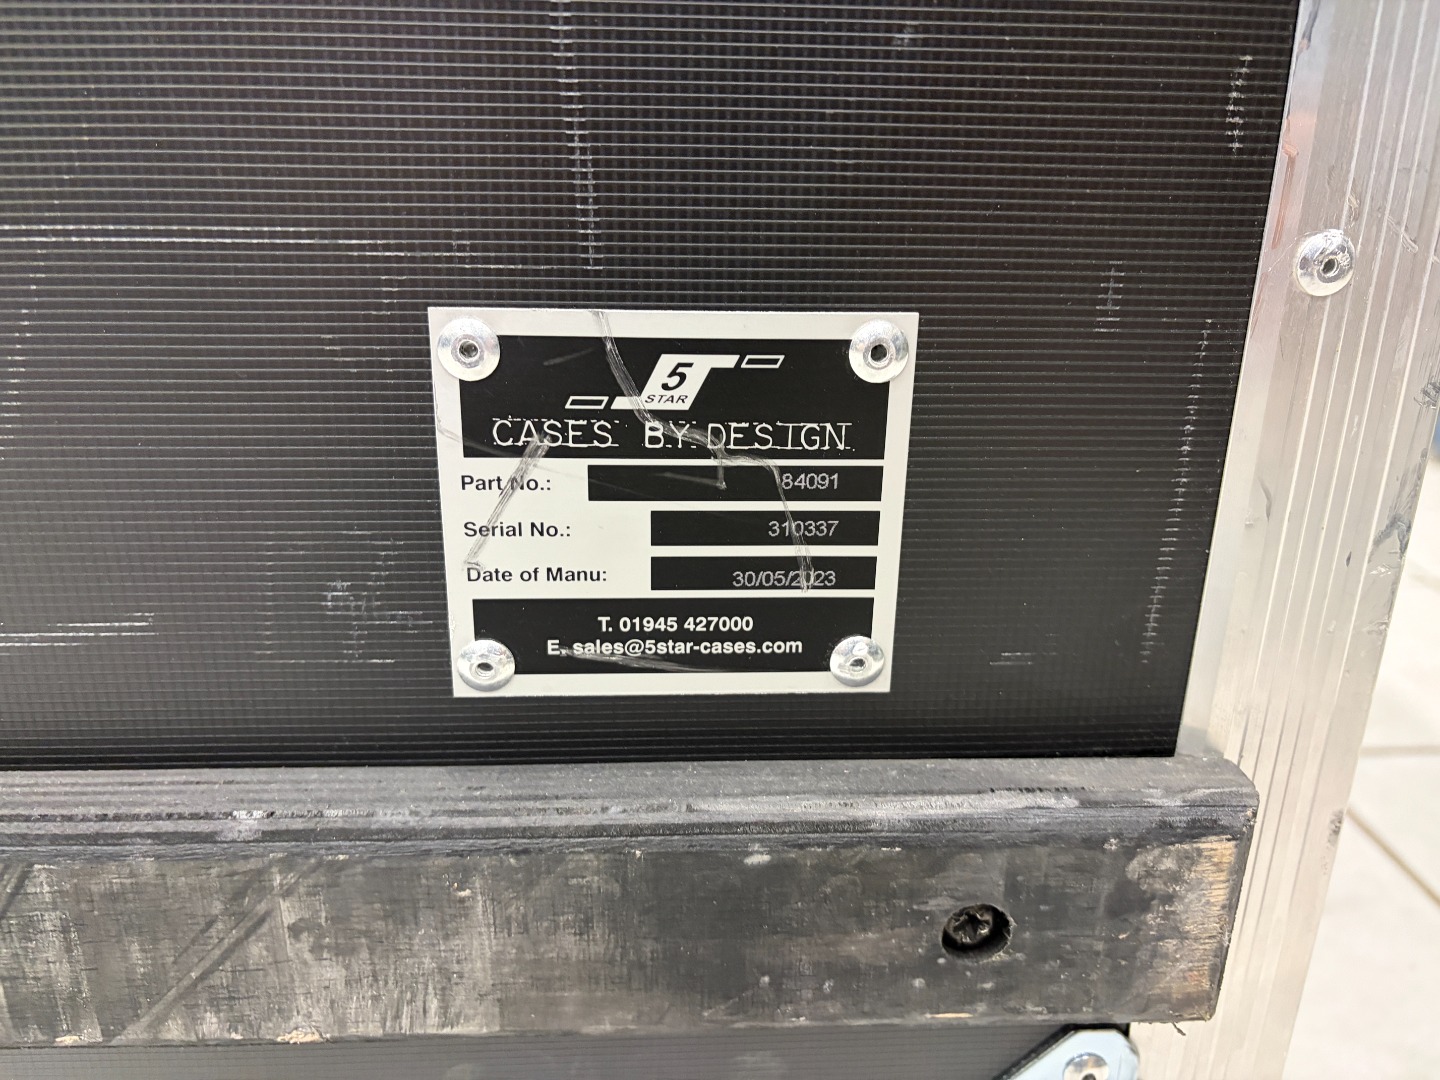 5
STAR
CASES BY DESIGN
Part No.: 84091
Serial No.: 310337
Date of Manu: 30/05/2023
T. 01945 427000
E. sales@5star-cases.com